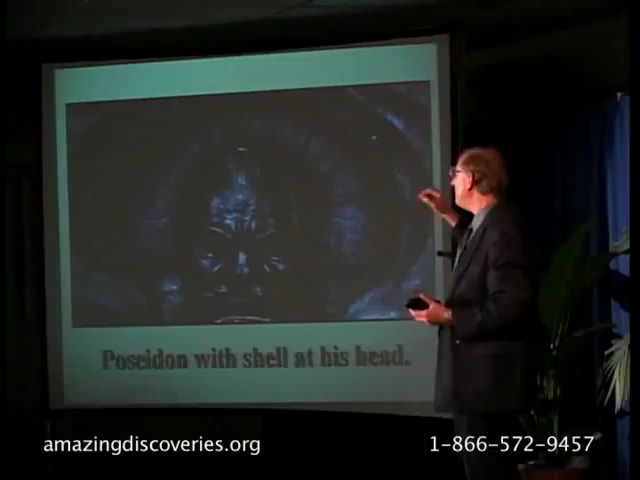 Poseidon with shell at his head.
amazingdiscoveries.org
1-866-572-9457